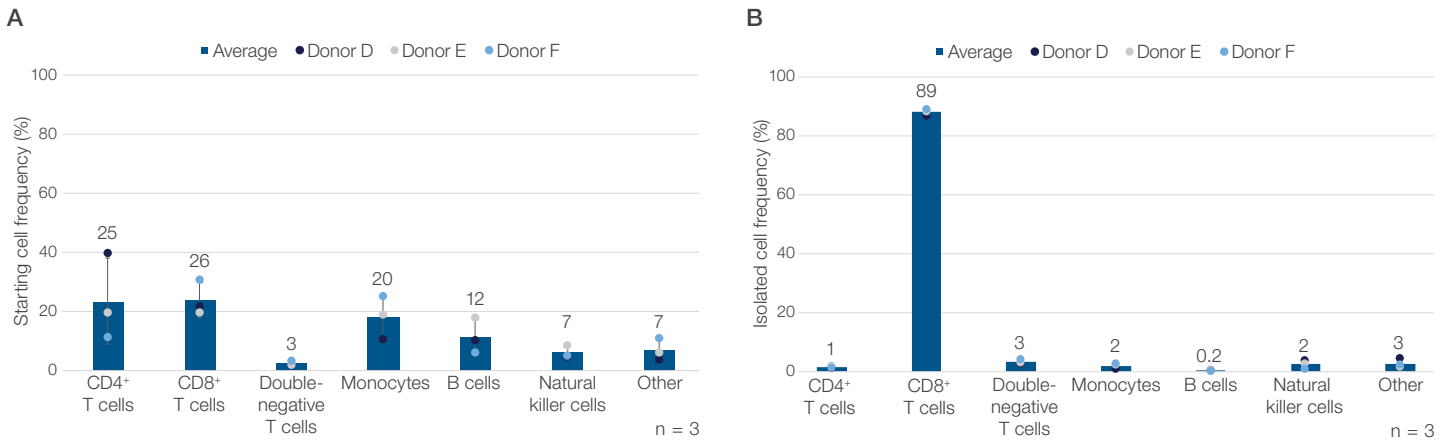 A
Average Donor D Donor E Donor F
Starting cell frequency (%)
100
80
60
40
20
0
25
26
3
20
12
7
7
CD4⁺
T cells
CD8⁺
T cells
Double-
negative
T cells
Monocytes
B cells
Natural
killer cells
Other
n = 3
B
Average Donor D Donor E Donor F
Isolated cell frequency (%)
100
80
60
40
20
0
1
89
3
2
0.2
2
3
CD4⁺
T cells
CD8⁺
T cells
Double-
negative
T cells
Monocytes
B cells
Natural
killer cells
Other
n = 3